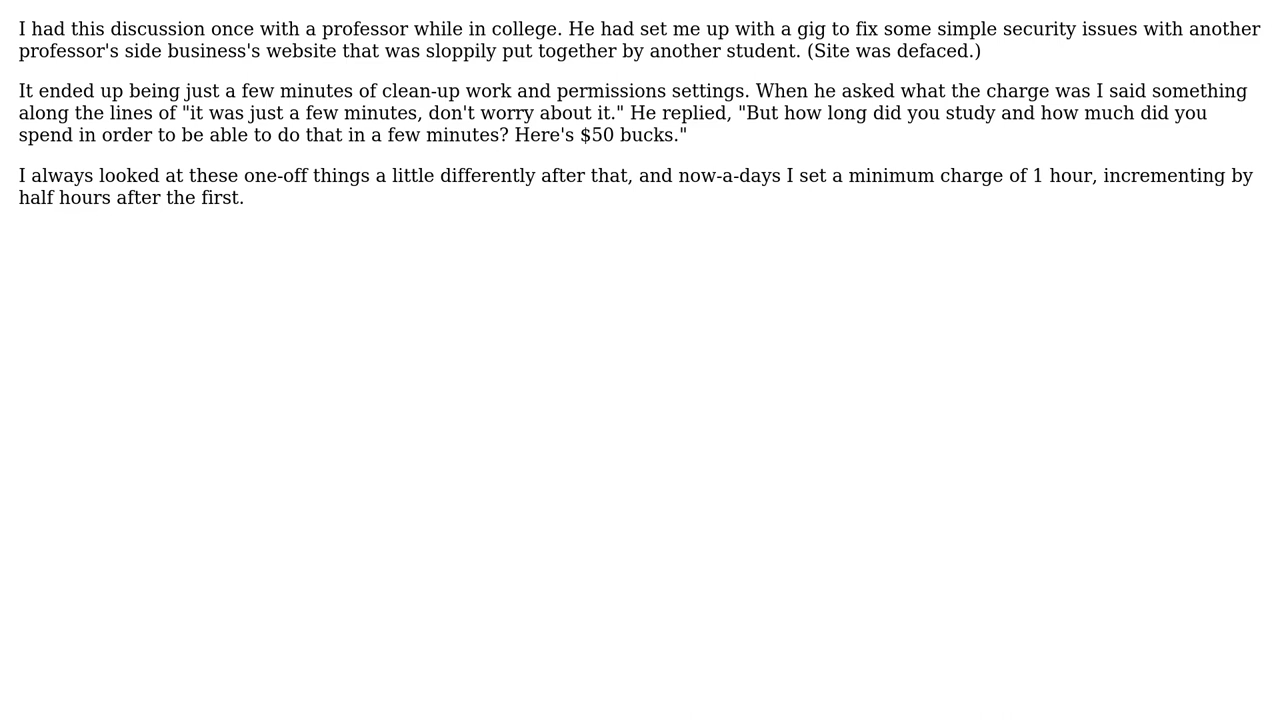 I had this discussion once with a professor while in college. He had set me up with a gig to fix some simple security issues with another
professor's side business's website that was sloppily put together by another student. (Site was defaced.)
It ended up being just a few minutes of clean-up work and permissions settings. When he asked what the charge was I said something
along the lines of "it was just a few minutes, don't worry about it." He replied, "But how long did you study and how much did you
spend in order to be able to do that in a few minutes? Here's $50 bucks."
I always looked at these one-off things a little differently after that, and now-a-days I set a minimum charge of 1 hour, incrementing by
half hours after the first.